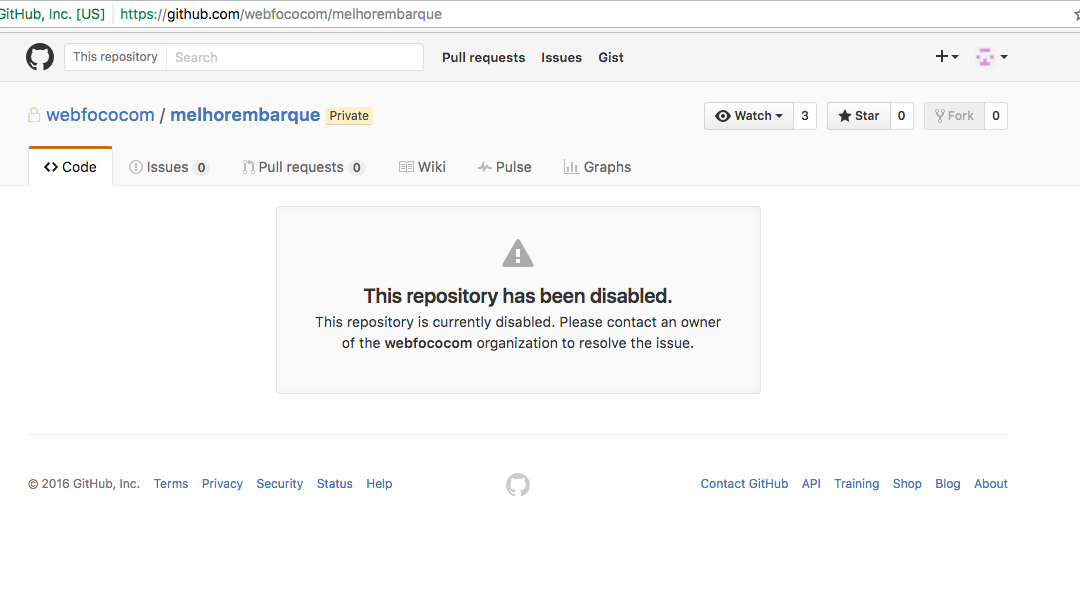 GitHub, Inc. [US] https://github.com/webfococom/melhorembarque
This repository Search Pull requests Issues Gist
webfococom / melhorembarque Private Watch 3 Star 0 Fork 0
Code Issues 0 Pull requests 0 Wiki Pulse Graphs
This repository has been disabled.
This repository is currently disabled. Please contact an owner
of the webfococom organization to resolve the issue.
© 2016 GitHub, Inc. Terms Privacy Security Status Help Contact GitHub API Training Shop Blog About